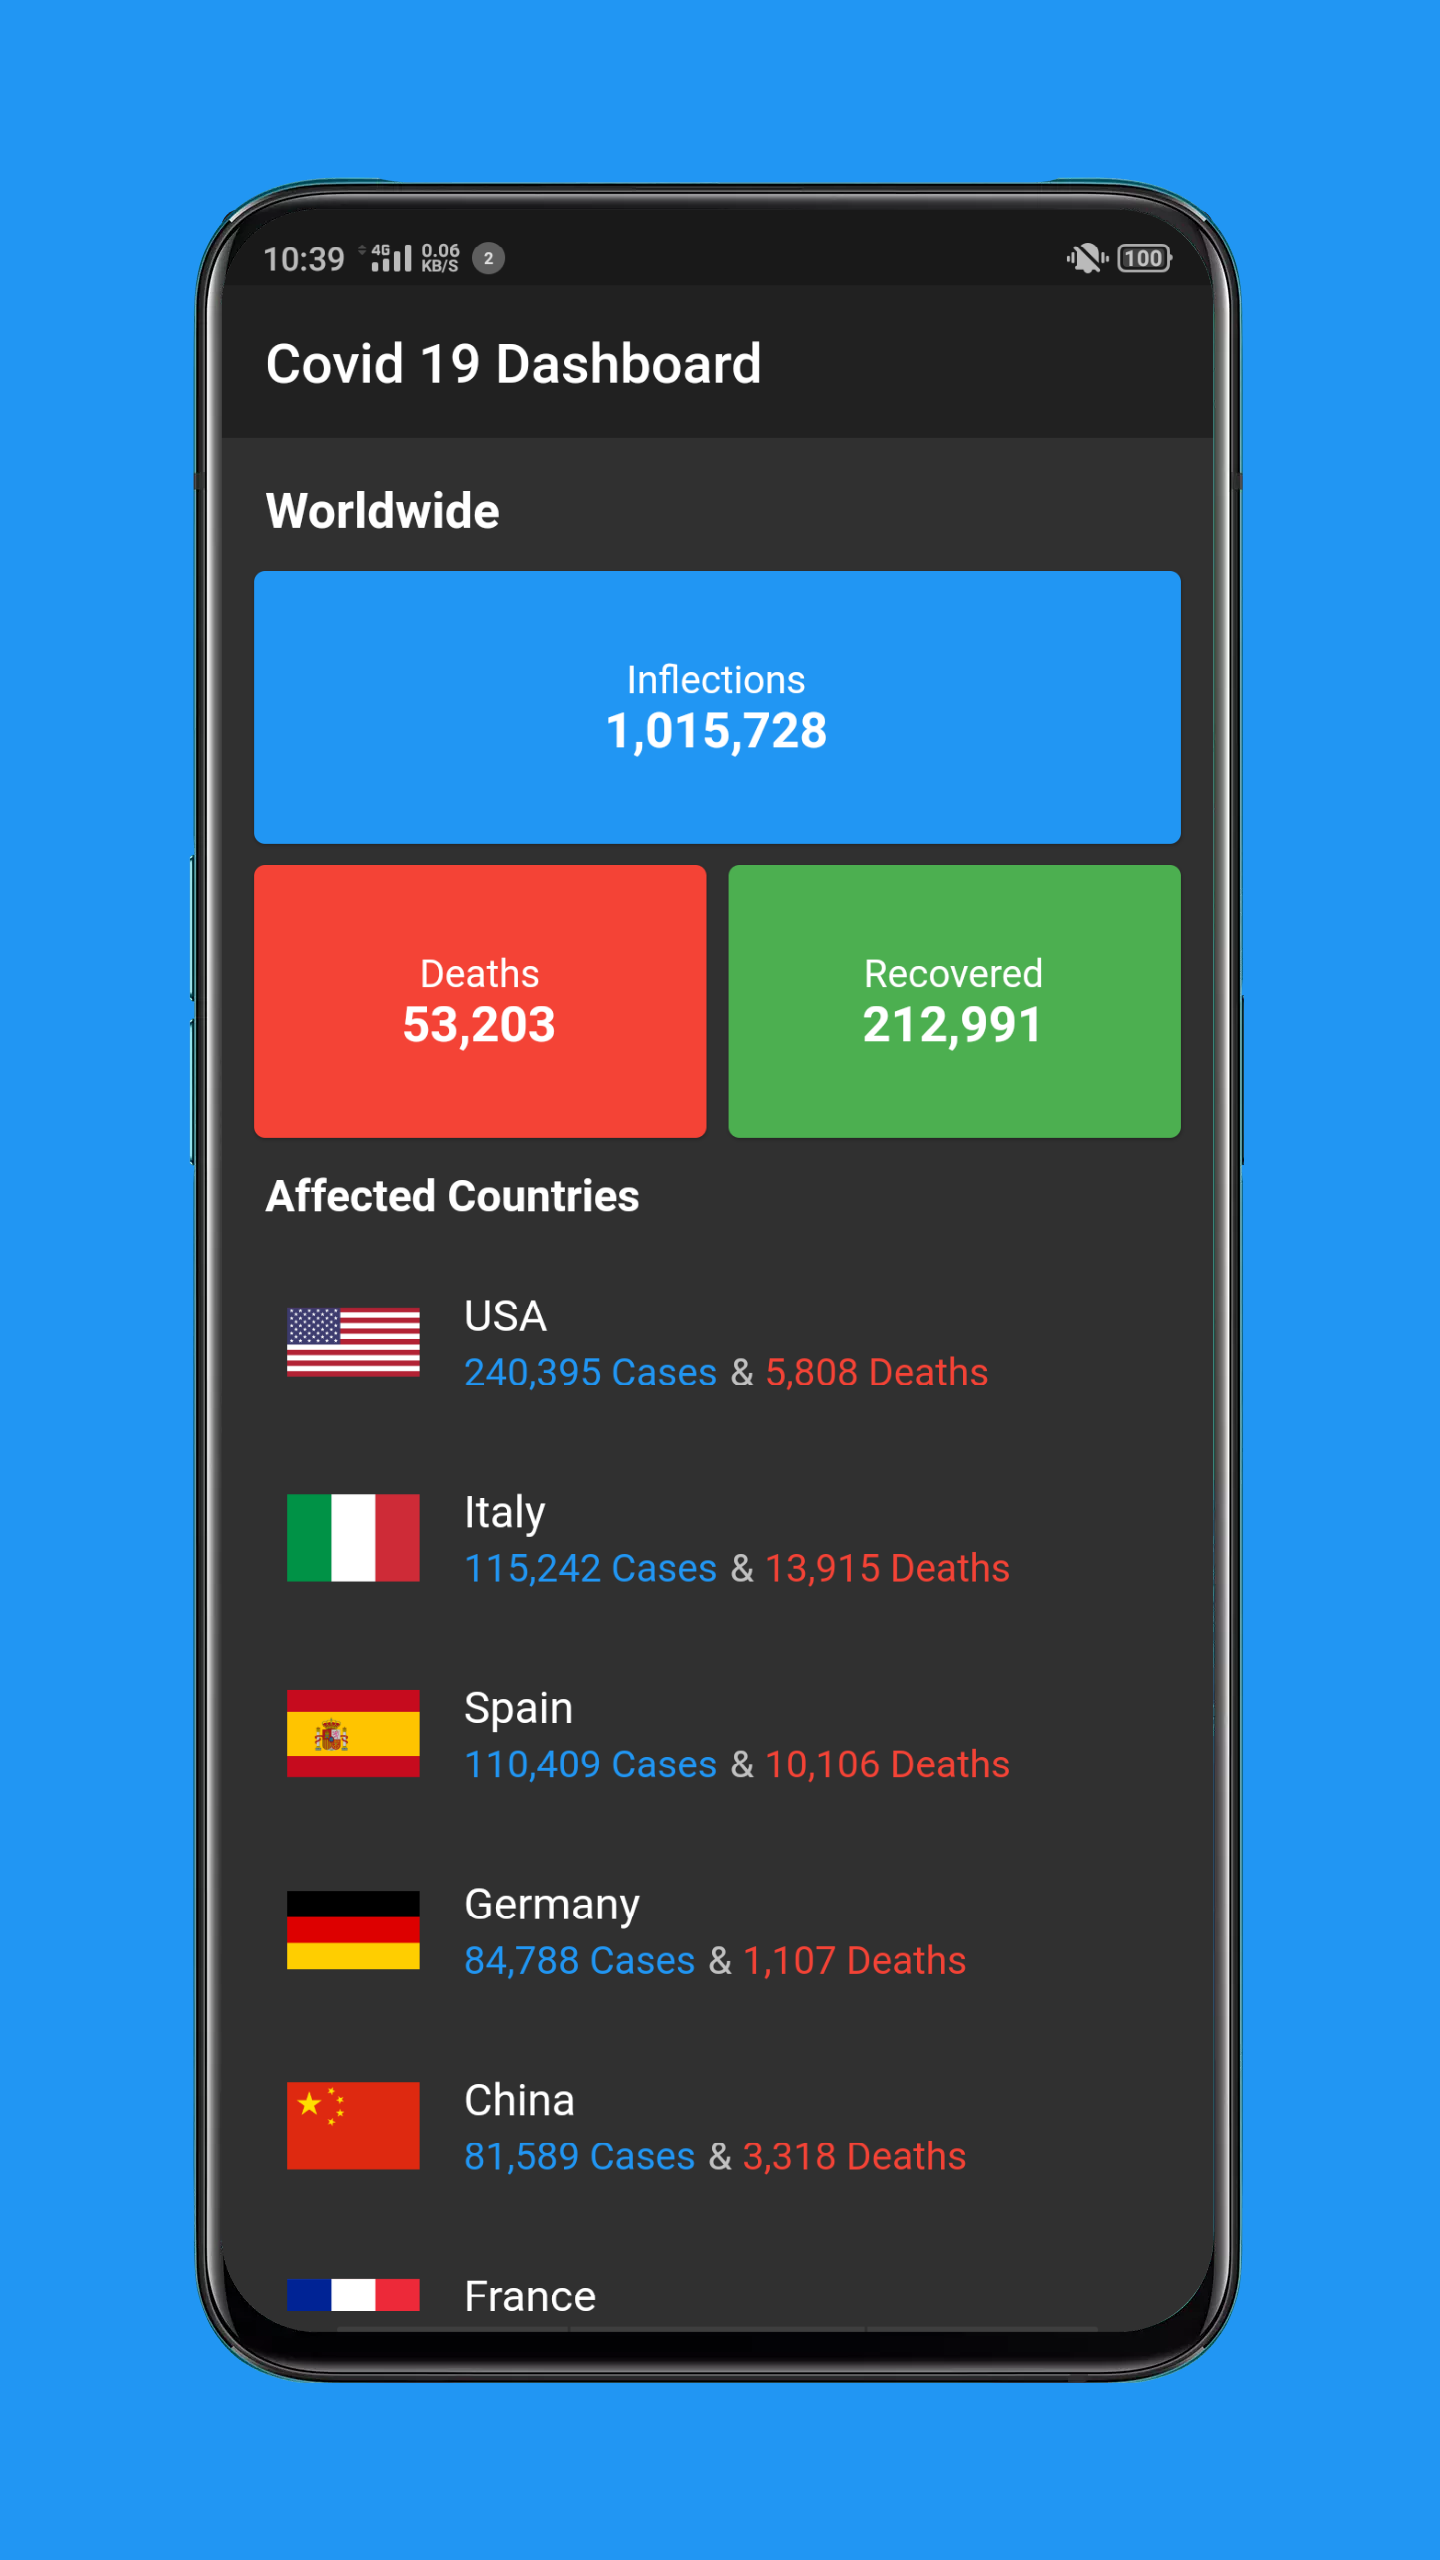 10:39 4G 0.06 KB/S 2 100
Covid 19 Dashboard
Worldwide
Inflections
1,015,728
Deaths
53,203
Recovered
212,991
Affected Countries
USA
240,395 Cases & 5,808 Deaths
Italy
115,242 Cases & 13,915 Deaths
Spain
110,409 Cases & 10,106 Deaths
Germany
84,788 Cases & 1,107 Deaths
China
81,589 Cases & 3,318 Deaths
France